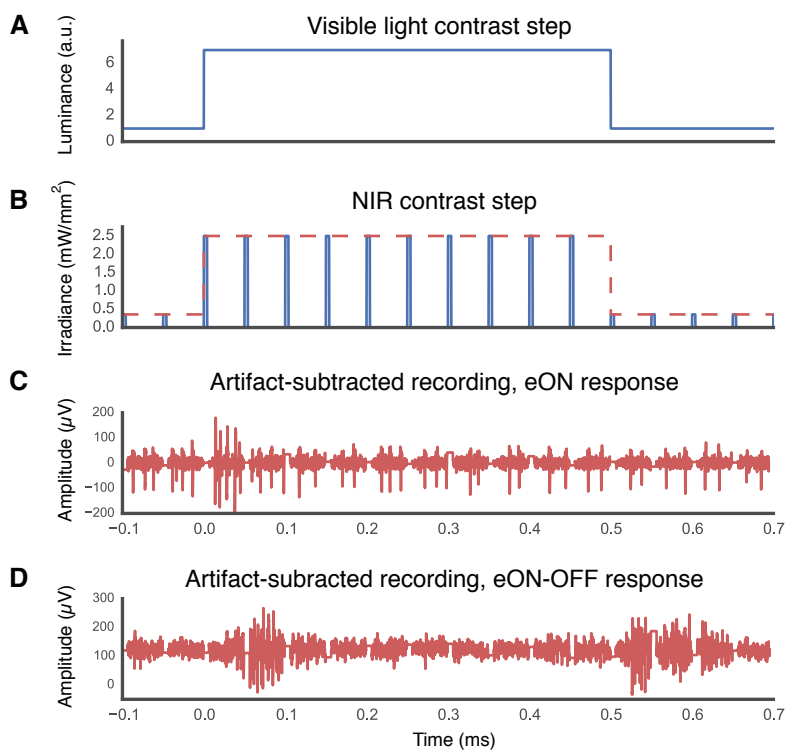 A
Visible light contrast step
Luminance (a.u.)
6
4
2
0
B
NIR contrast step
Irradiance (mW/mm²)
2.5
2.0
1.5
1.0
0.5
0.0
C
Artifact-subtracted recording, eON response
Amplitude (µV)
200
100
0
−100
−200
−0.1 0.0 0.1 0.2 0.3 0.4 0.5 0.6 0.7
D
Artifact-subracted recording, eON-OFF response
Amplitude (µV)
300
200
100
0
−0.1 0.0 0.1 0.2 0.3 0.4 0.5 0.6 0.7
Time (ms)